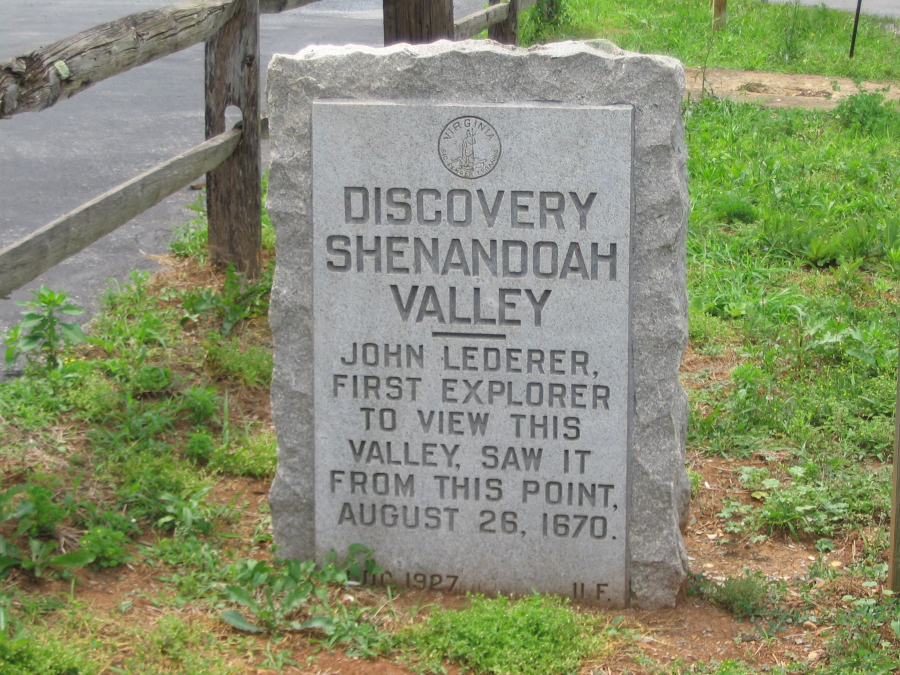 VIRGINIA
DISCOVERY
SHENANDOAH
VALLEY
JOHN LEDERER,
FIRST EXPLORER
TO VIEW THIS
VALLEY, SAW IT
FROM THIS POINT,
AUGUST 26, 1670.
1927